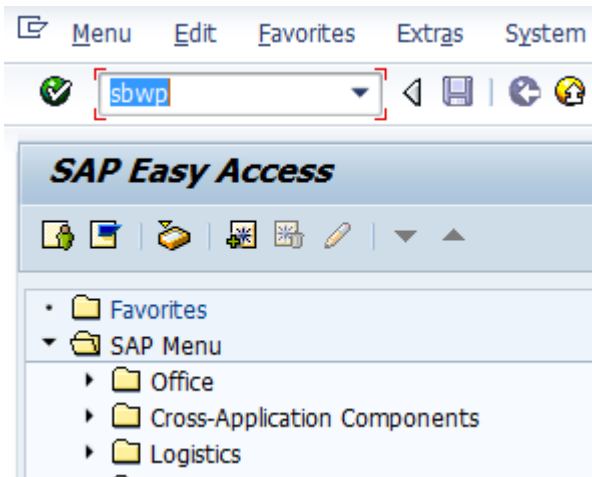 Menu Edit Favorites Extras System
sbwp
SAP Easy Access
Favorites
SAP Menu
Office
Cross-Application Components
Logistics